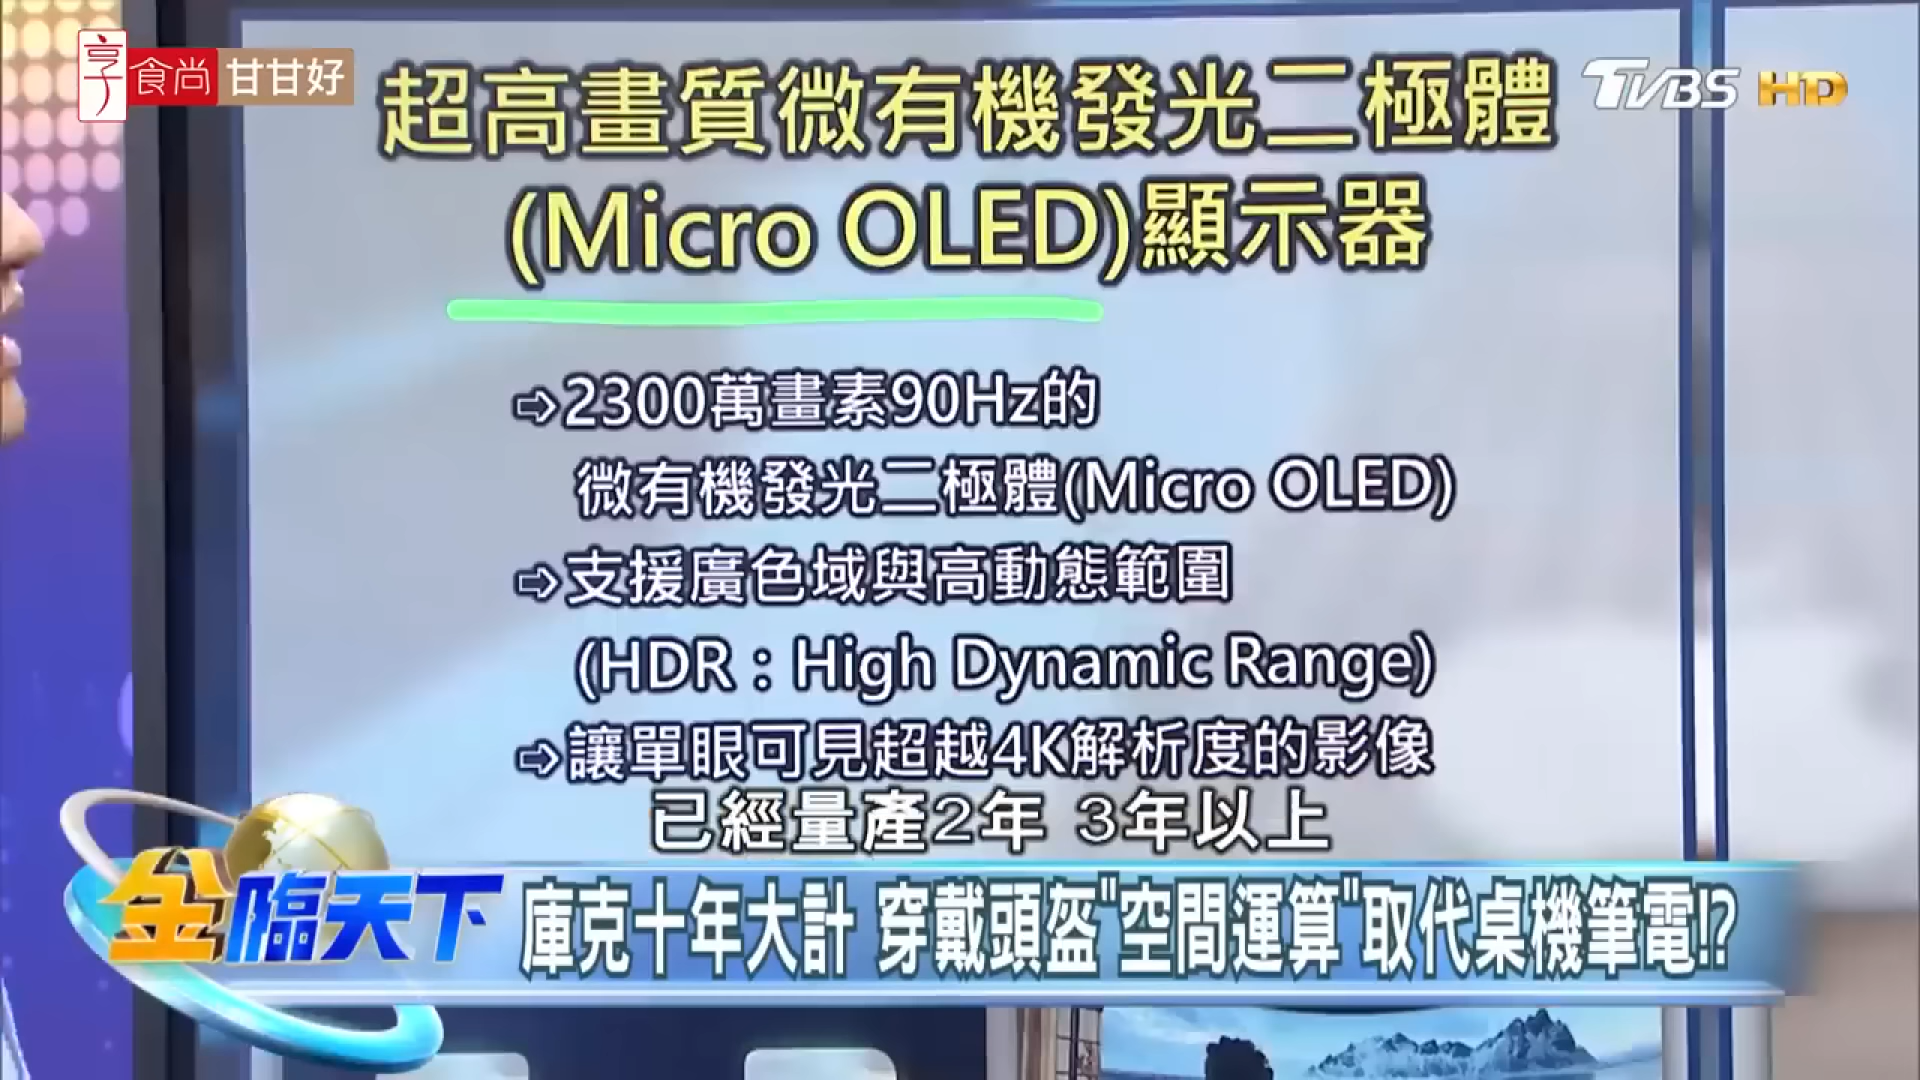 享
食尚 甘甘好
TVBS HD
超高畫質微有機發光二極體
(Micro OLED)顯示器
⇨2300萬畫素90Hz的
微有機發光二極體(Micro OLED)
⇨支援廣色域與高動態範圍
(HDR：High Dynamic Range)
⇨讓單眼可見超越4K解析度的影像
已經量產2年 3年以上
金臨天下
庫克十年大計 穿戴頭盔"空間運算"取代桌機筆電!?